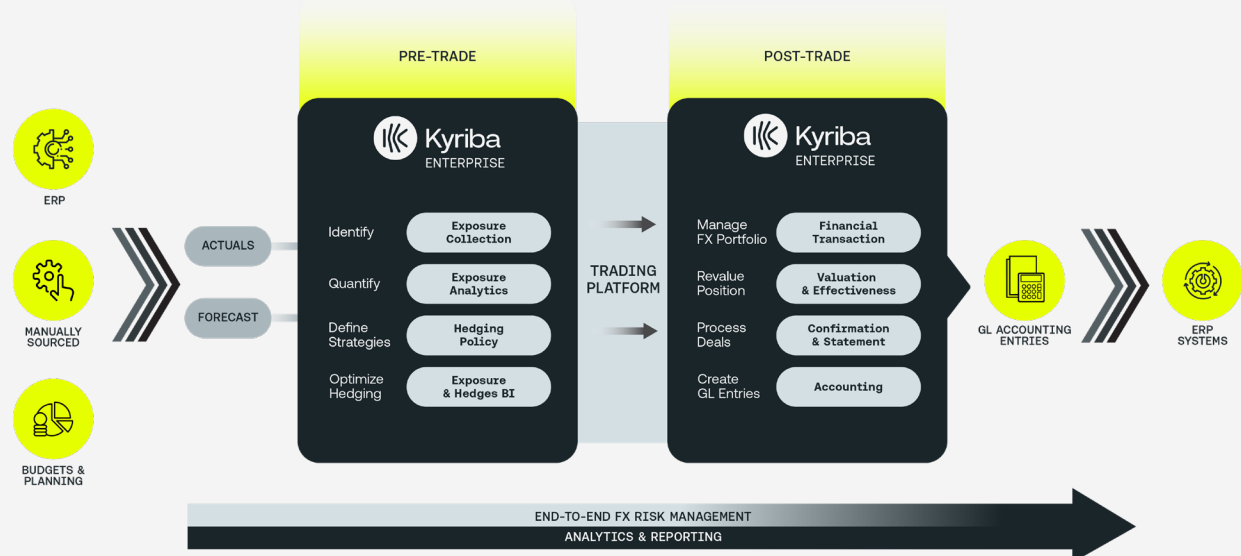 PRE-TRADE
POST-TRADE
Kyriba
ENTERPRISE
Kyriba
ENTERPRISE
ERP
MANUALLY
SOURCED
BUDGETS &
PLANNING
ACTUALS
FORECAST
Identify
Exposure
Collection
Quantify
Exposure
Analytics
Define
Strategies
Hedging
Policy
Optimize
Hedging
Exposure
& Hedges BI
TRADING
PLATFORM
Manage
FX Portfolio
Financial
Transaction
Revalue
Position
Valuation
& Effectiveness
Process
Deals
Confirmation
& Statement
Create
GL Entries
Accounting
GL ACCOUNTING
ENTRIES
ERP
SYSTEMS
END-TO-END FX RISK MANAGEMENT
ANALYTICS & REPORTING